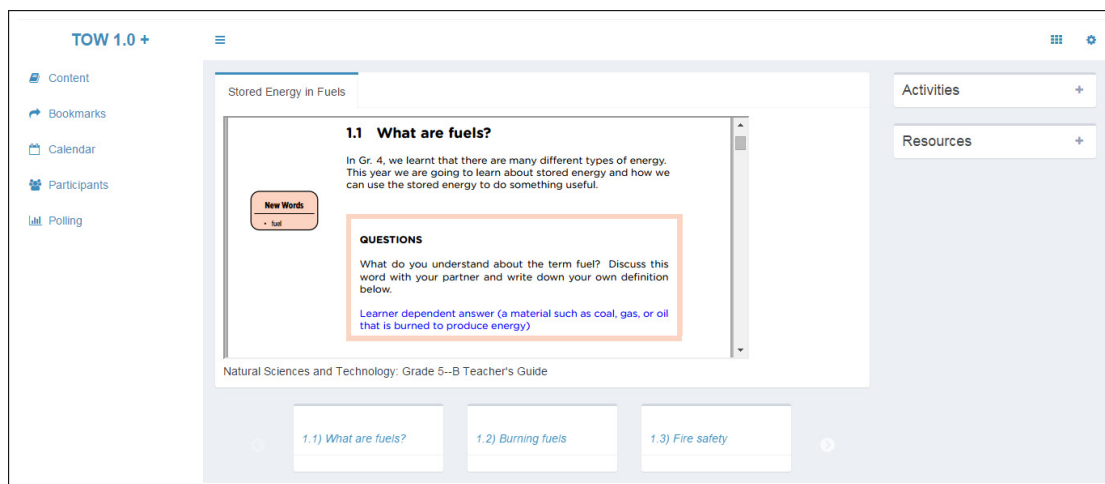 TOW 1.0 +
Content
Bookmarks
Calendar
Participants
Polling
Stored Energy in Fuels
1.1 What are fuels?
In Gr. 4, we learnt that there are many different types of energy.
This year we are going to learn about stored energy and how we
can use the stored energy to do something useful.
New Words
• fuel
QUESTIONS
What do you understand about the term fuel? Discuss this
word with your partner and write down your own definition
below.
Learner dependent answer (a material such as coal, gas, or oil
that is burned to produce energy)
Natural Sciences and Technology: Grade 5--B Teacher's Guide
1.1) What are fuels?
1.2) Burning fuels
1.3) Fire safety
Activities +
Resources +